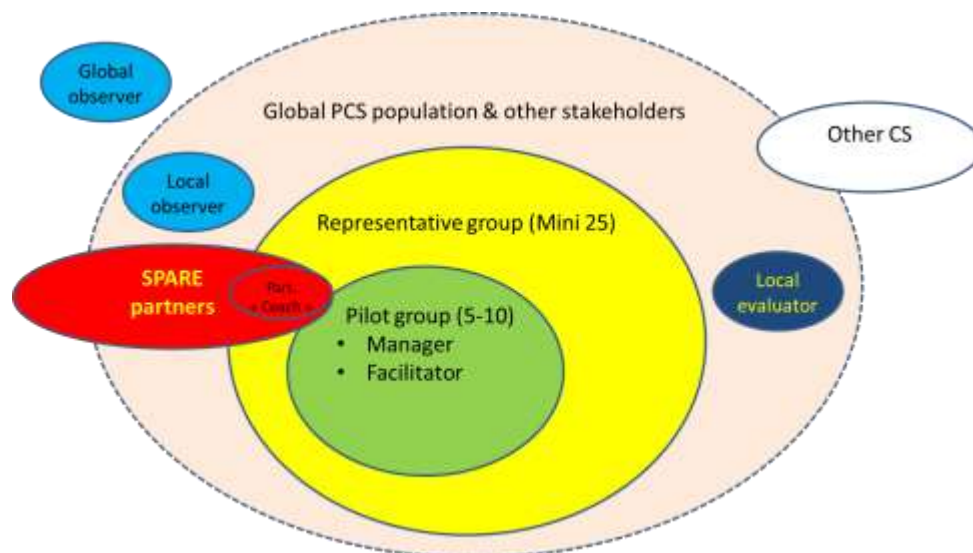 Global
observer
Global PCS population & other stakeholders
Other CS
Local
observer
Representative group (Mini 25)
SPARE
partners
« Coach »
Local
evaluator
Pilot group (5-10)
• Manager
• Facilitator